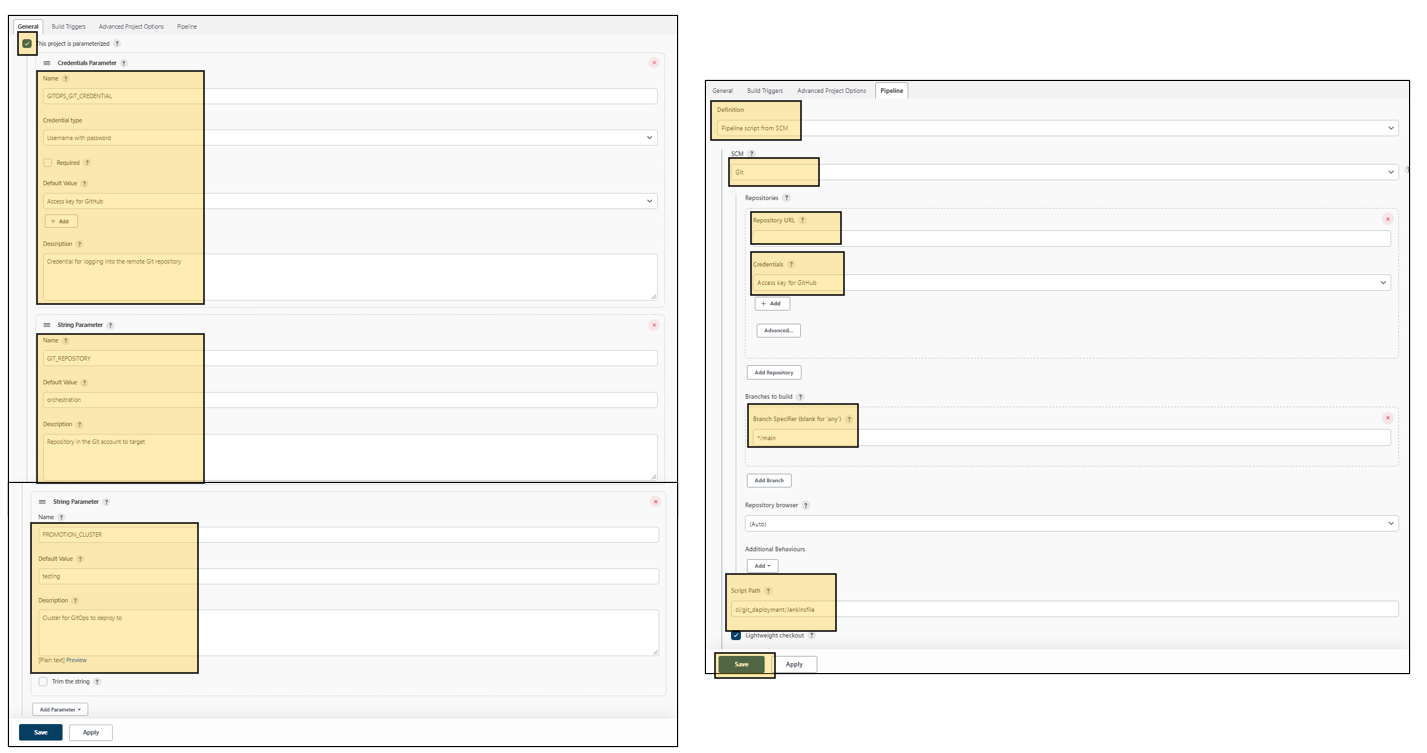 General Build Triggers Advanced Project Options Pipeline
This project is parameterized ?
Credentials Parameter ?
Name ?
GITOPS_GIT_CREDENTIAL
Credential type
Username with password
Required ?
Default Value ?
Access key for GitHub
+ Add
Description ?
Credential for logging into the remote Git repository
String Parameter ?
Name ?
GIT_REPOSITORY
Default Value ?
orchestration
Description ?
Repository in the Git account to target
String Parameter ?
Name ?
PROMOTION_CLUSTER
Default Value ?
testing
Description ?
Cluster for GitOps to deploy to
[Plain text] Preview
Trim the string ?
Add Parameter
Save Apply
General Build Triggers Advanced Project Options Pipeline
Definition
Pipeline script from SCM
SCM ?
Git
Repositories ?
Repository URL ?
Credentials ?
Access key for GitHub
+ Add
Advanced...
Add Repository
Branches to build ?
Branch Specifier (blank for 'any') ?
*/main
Add Branch
Repository browser ?
(Auto)
Additional Behaviours
Add
Script Path ?
ci/git_deployment/Jenkinsfile
Lightweight checkout ?
Save Apply